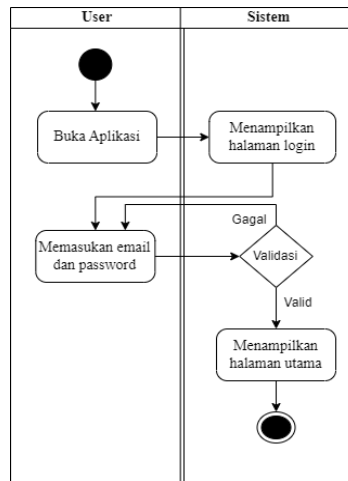 User
Sistem
Buka Aplikasi
Menampilkan
halaman login
Gagal
Memasukan email
dan password
Validasi
Valid
Menampilkan
halaman utama